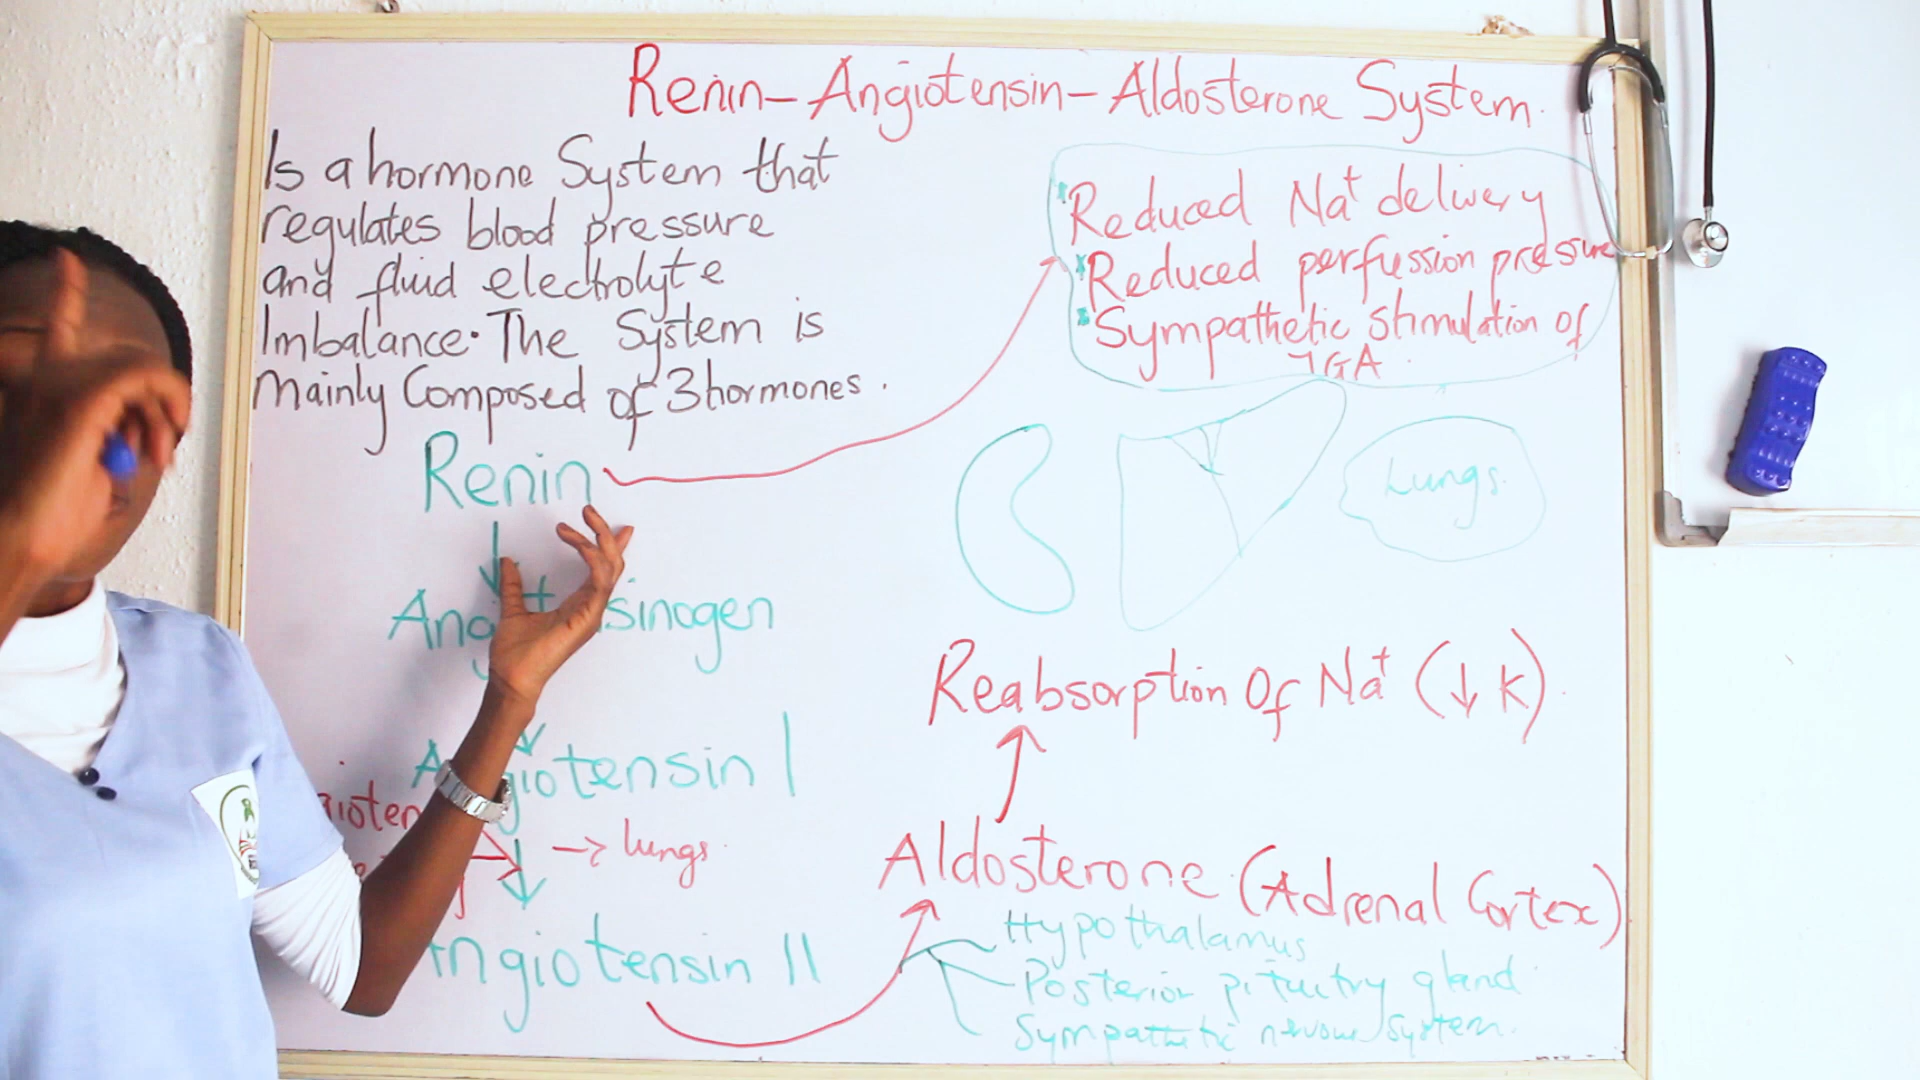 Renin-Angiotensin-Aldosterone System.
Is a hormone System that
regulates blood pressure
and fluid electrolyte
Imbalance. The System is
Mainly Composed of 3 hormones.
Reduced Na+ delivery
Reduced perfussion pressure
Sympathetic stimulation of
JGA.
Renin
Lungs
Angiotensin I
→ lungs.
Angiotensin II
Reabsorption Of Na+ (↓ K).
Aldosterone (Adrenal Cortex)
Hypothalamus
Posterior pituitry gland
Sympathetic nervous system.